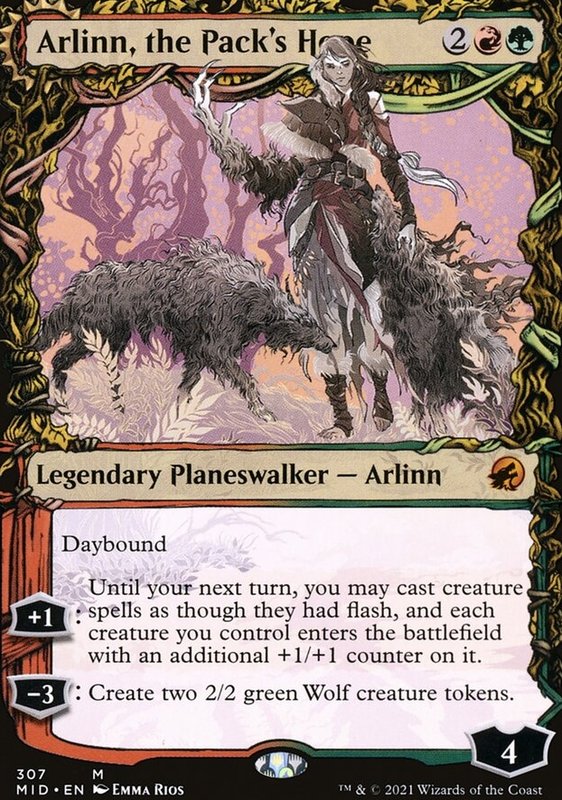 Arlinn, the Pack's Hope 2
Legendary Planeswalker — Arlinn
Daybound
Until your next turn, you may cast creature
+1 : spells as though they had flash, and each
creature you control enters the battlefield
with an additional +1/+1 counter on it.
−3 : Create two 2/2 green Wolf creature tokens.
4
307 M
MID • EN Emma Rios
™ & © 2021 Wizards of the Coast